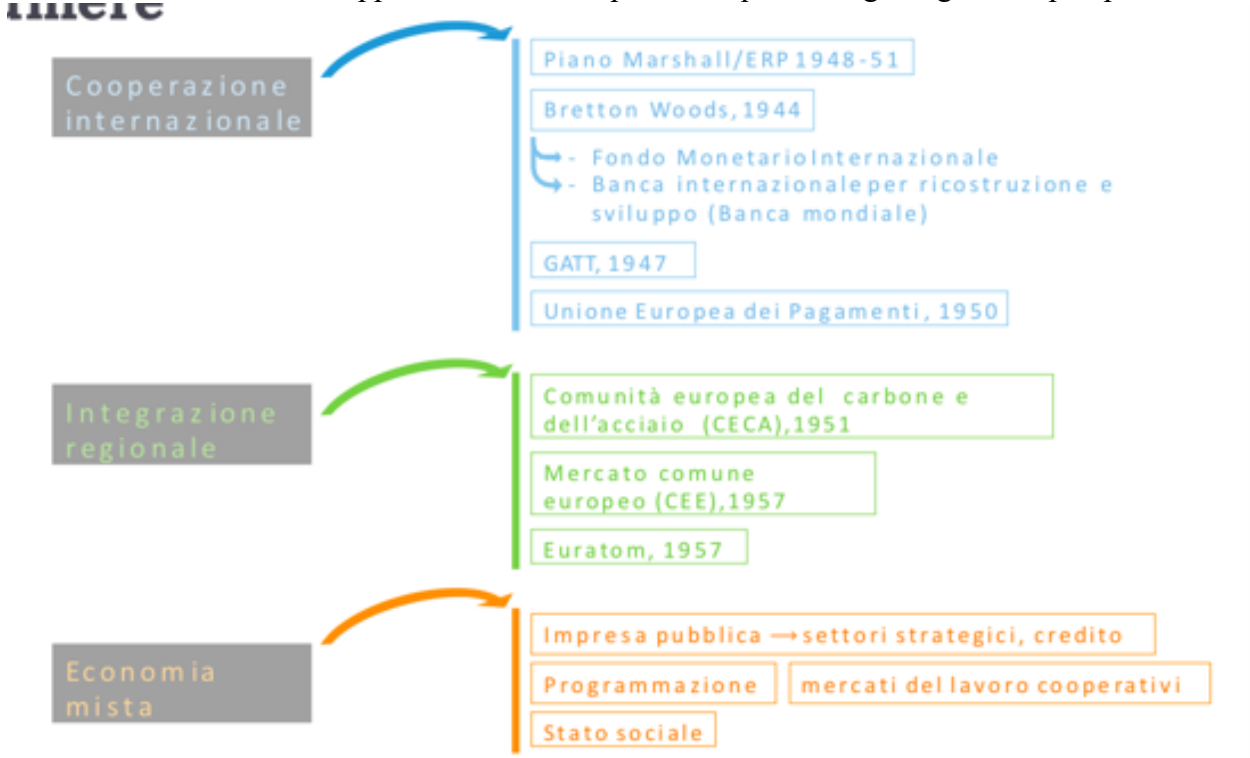 Cooperazione
internazionale
Piano Marshall/ERP 1948-51
Bretton Woods, 1944
- Fondo Monetario Internazionale
- Banca internazionale per ricostruzione e
sviluppo (Banca mondiale)
GATT, 1947
Unione Europea dei Pagamenti, 1950
Integrazione
regionale
Comunità europea del carbone e
dell'acciaio (CECA), 1951
Mercato comune
europeo (CEE), 1957
Euratom, 1957
Economia
mista
Impresa pubblica → settori strategici, credito
Programmazione
mercati del lavoro cooperativi
Stato sociale